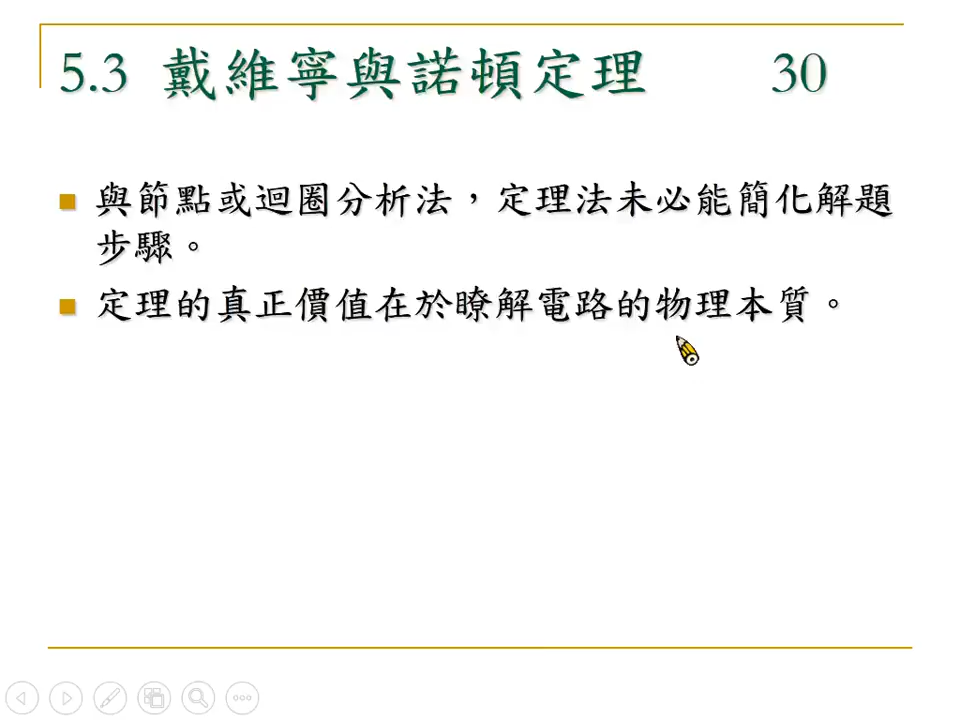 5.3 戴維寧與諾頓定理 30
與節點或迴圈分析法，定理法未必能簡化解題
步驟。
定理的真正價值在於瞭解電路的物理本質。